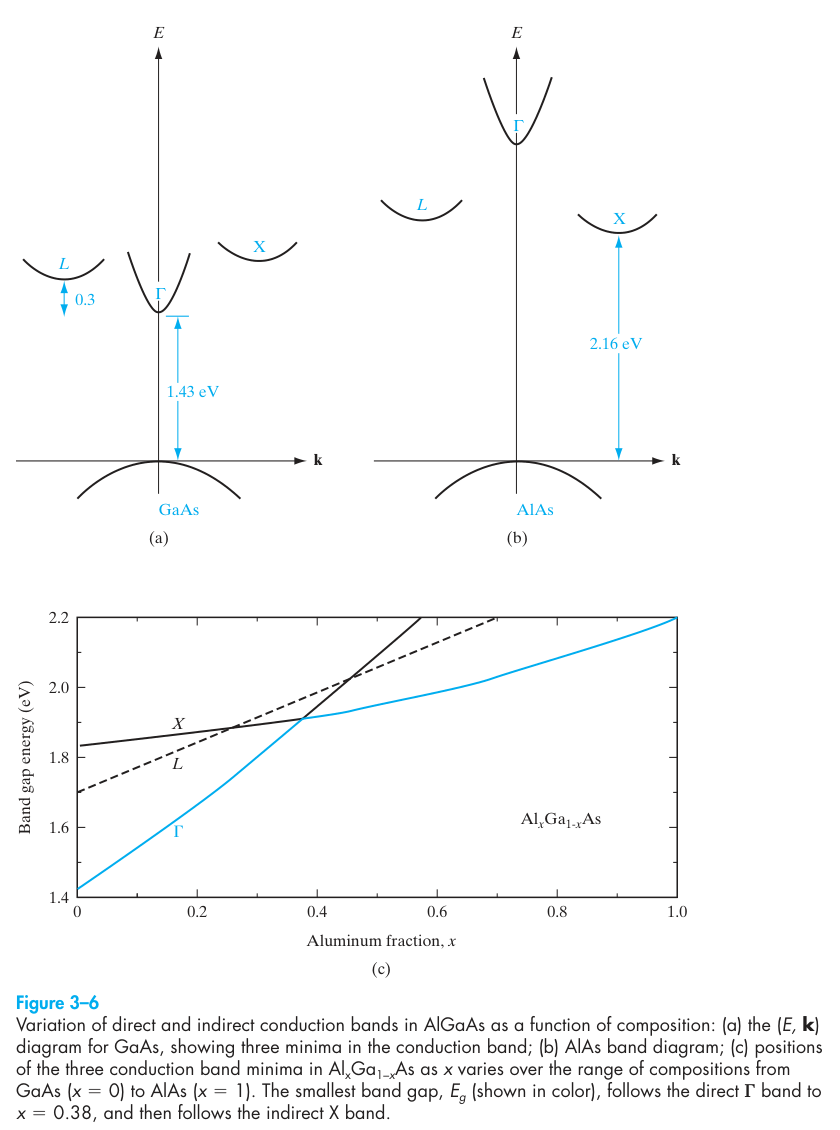 E
E
Γ
L
X
X
L
Γ
0.3
2.16 eV
1.43 eV
k
k
GaAs
AlAs
(a)
(b)
2.2
2.0
1.8
1.6
1.4
Band gap energy (eV)
X
L
Γ
AlxGa1-xAs
0
0.2
0.4
0.6
0.8
1.0
Aluminum fraction, x
(c)
Figure 3–6
Variation of direct and indirect conduction bands in AlGaAs as a function of composition: (a) the (E, k)
diagram for GaAs, showing three minima in the conduction band; (b) AlAs band diagram; (c) positions
of the three conduction band minima in AlxGa1−xAs as x varies over the range of compositions from
GaAs (x = 0) to AlAs (x = 1). The smallest band gap, Eg (shown in color), follows the direct Γ band to
x = 0.38, and then follows the indirect X band.